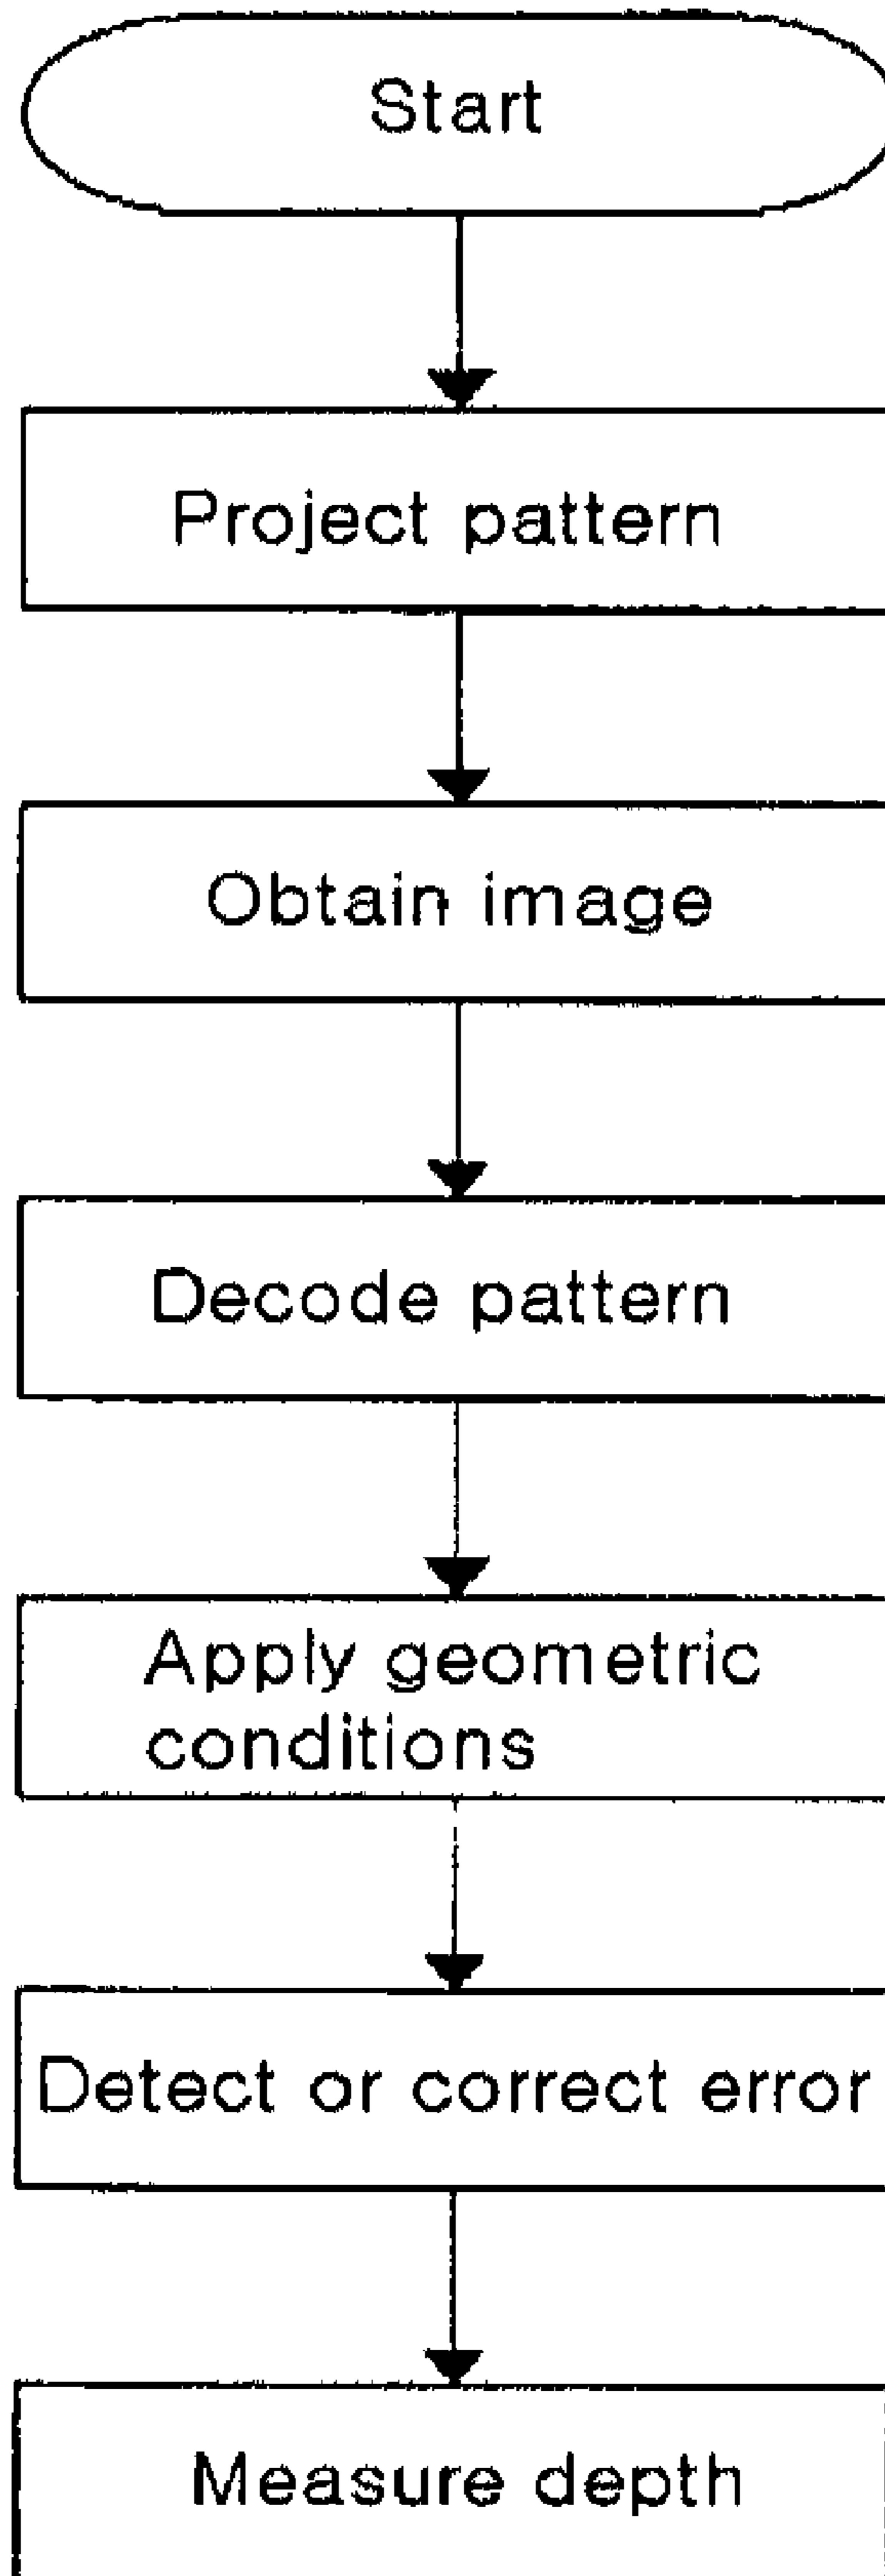 Start
Project pattern
Obtain image
Decode pattern
Apply geometric
conditions
Detect or correct error
Measure depth